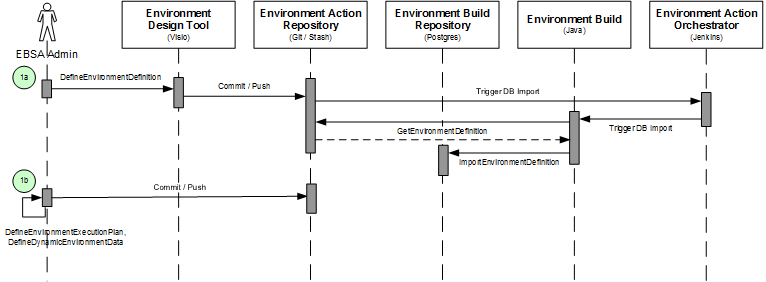 Environment
Design Tool
(Visio)
Environment Action
Repository
(Git / Stash)
Environment Build
Repository
(Postgres)
Environment Build
(Java)
Environment Action
Orchestrator
(Jenkins)
EBSA Admin
1a
DefineEnvironmentDefinition
Commit / Push
Trigger DB Import
Trigger DB Import
GetEnvironmentDefinition
ImportEnvironmentDefinition
1b
Commit / Push
DefineEnvironmentExecutionPlan,
DefineDynamicEnvironmentData